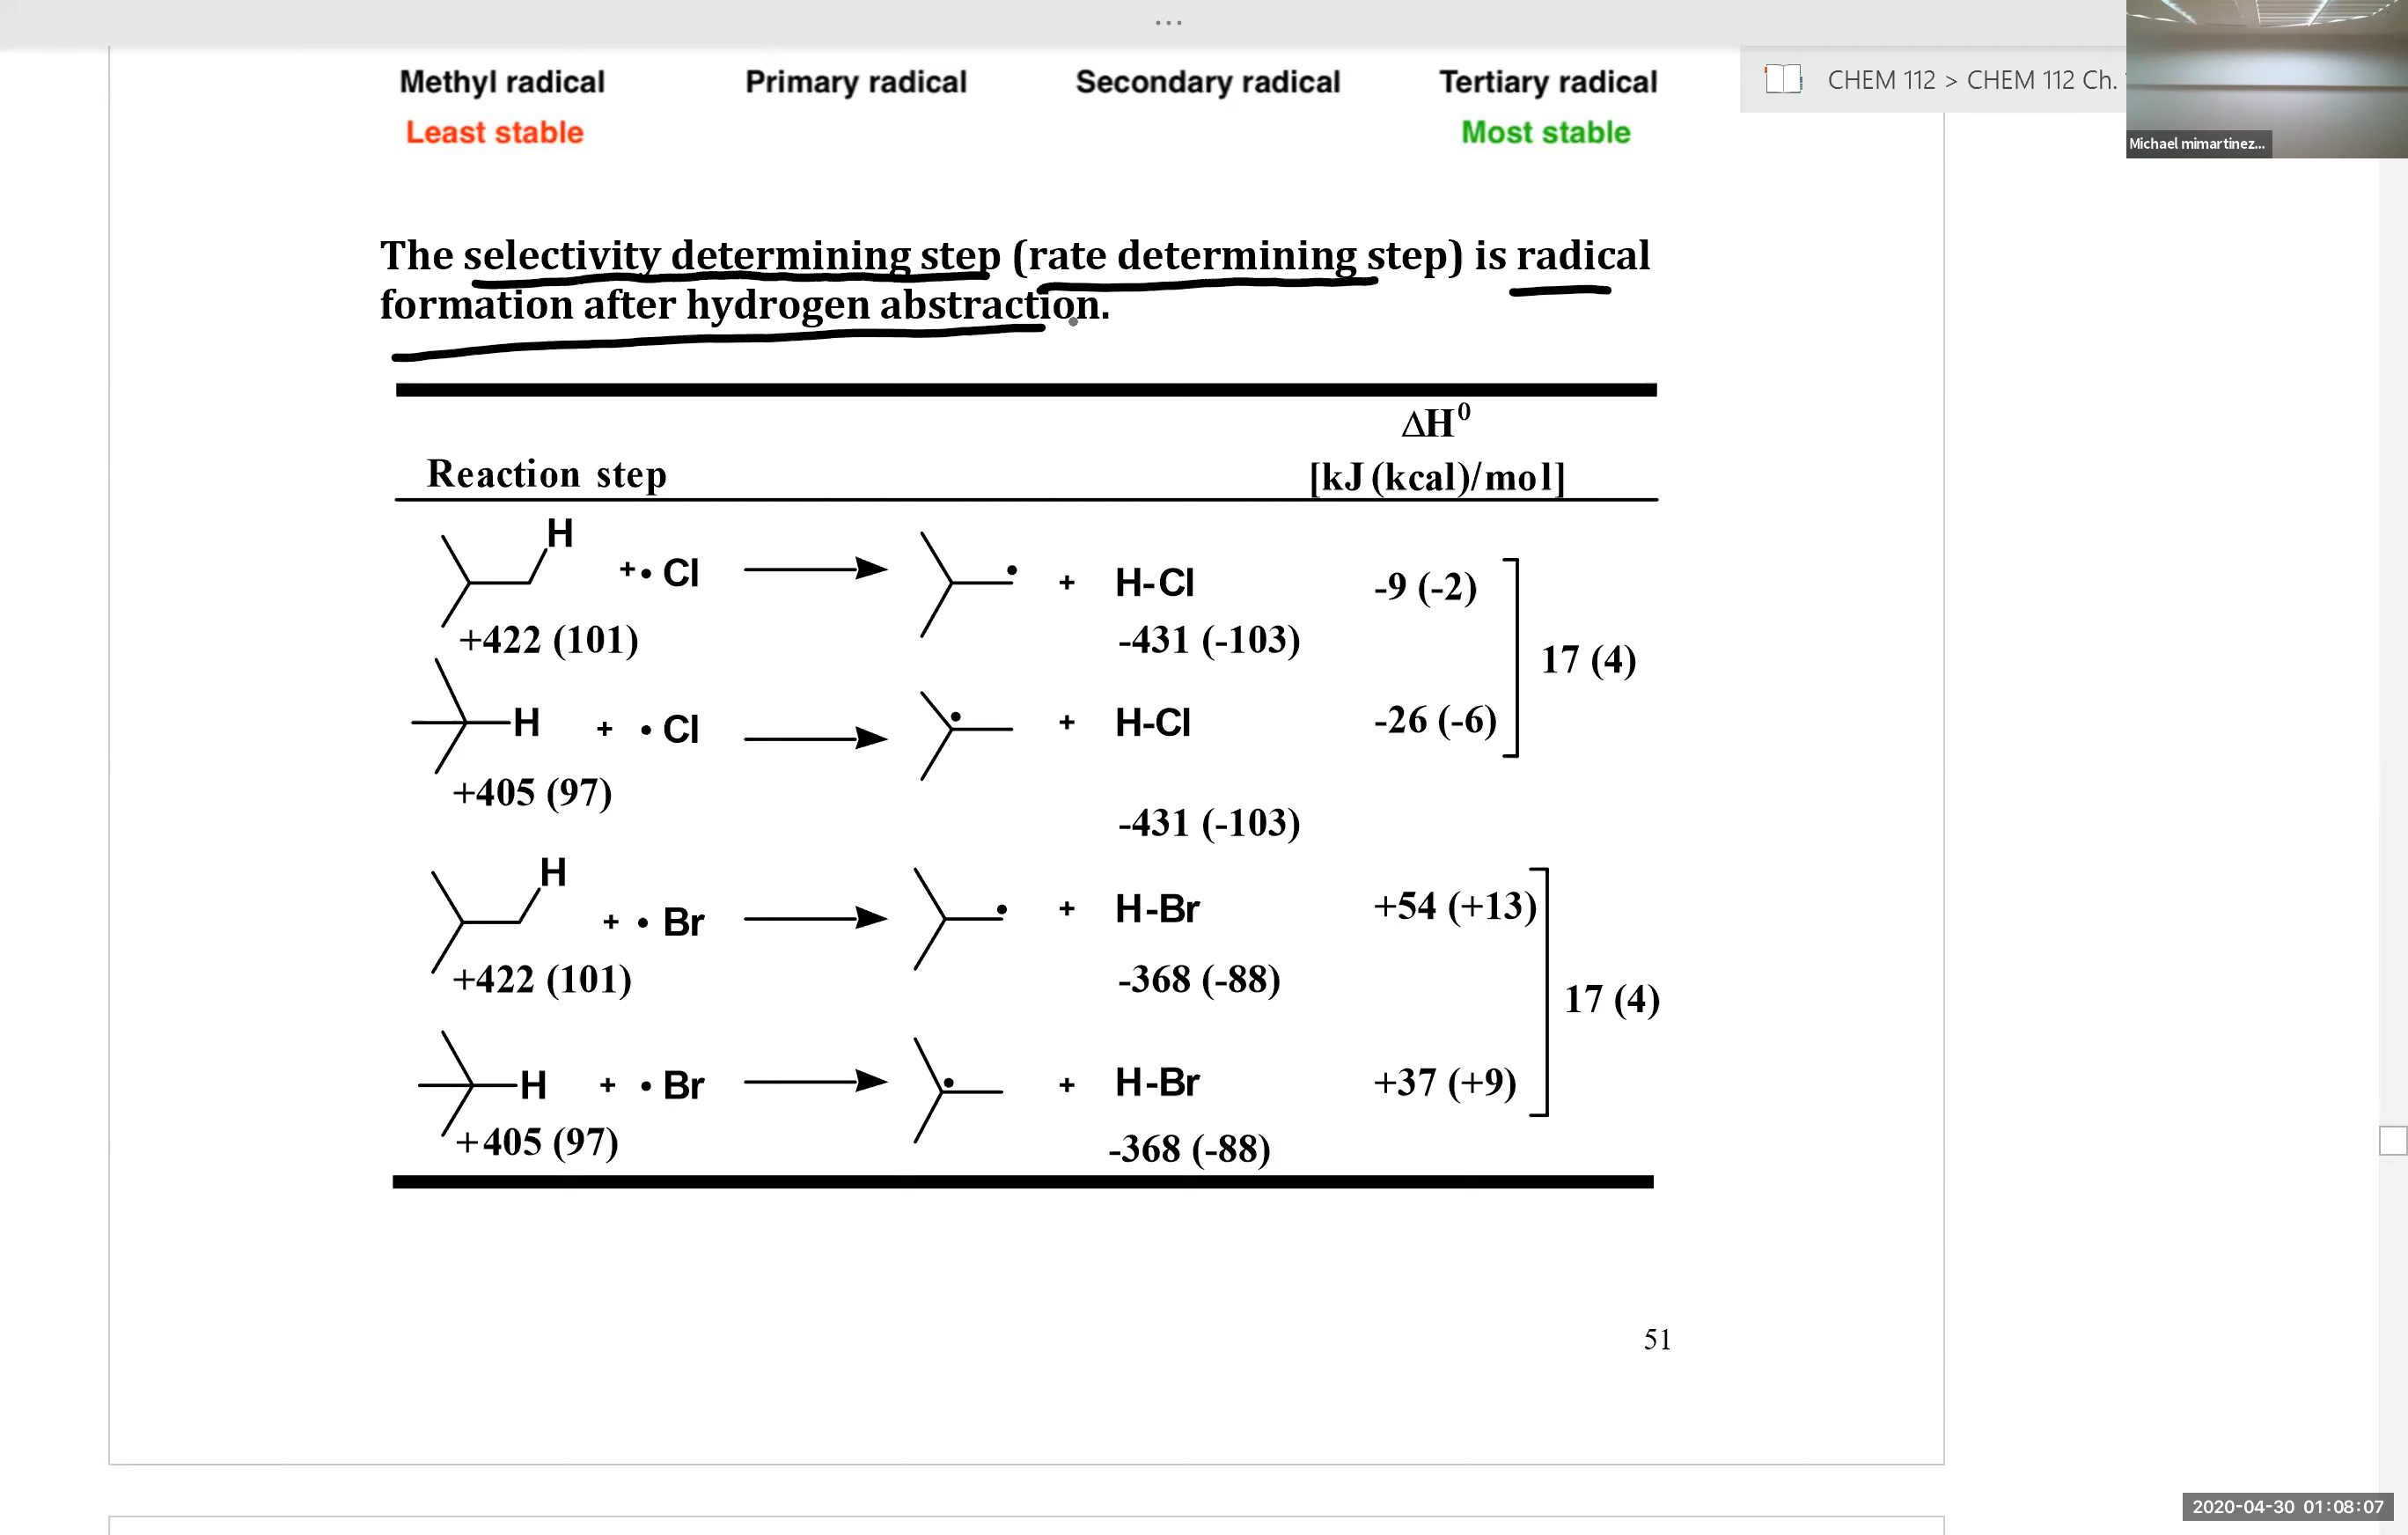 ...
CHEM 112 > CHEM 112 Ch.
Michael mimartinez...
Methyl radical Primary radical Secondary radical Tertiary radical
Least stable Most stable
The selectivity determining step (rate determining step) is radical
formation after hydrogen abstraction.
ΔH⁰
Reaction step [kJ (kcal)/mol]
H
+• Cl + H-Cl -9 (-2)
+422 (101) -431 (-103)
17 (4)
H + • Cl + H-Cl -26 (-6)
+405 (97)
-431 (-103)
H
+ • Br + H-Br +54 (+13)
+422 (101) -368 (-88)
17 (4)
H + • Br + H-Br +37 (+9)
+405 (97) -368 (-88)
51
2020-04-30 01:08:07